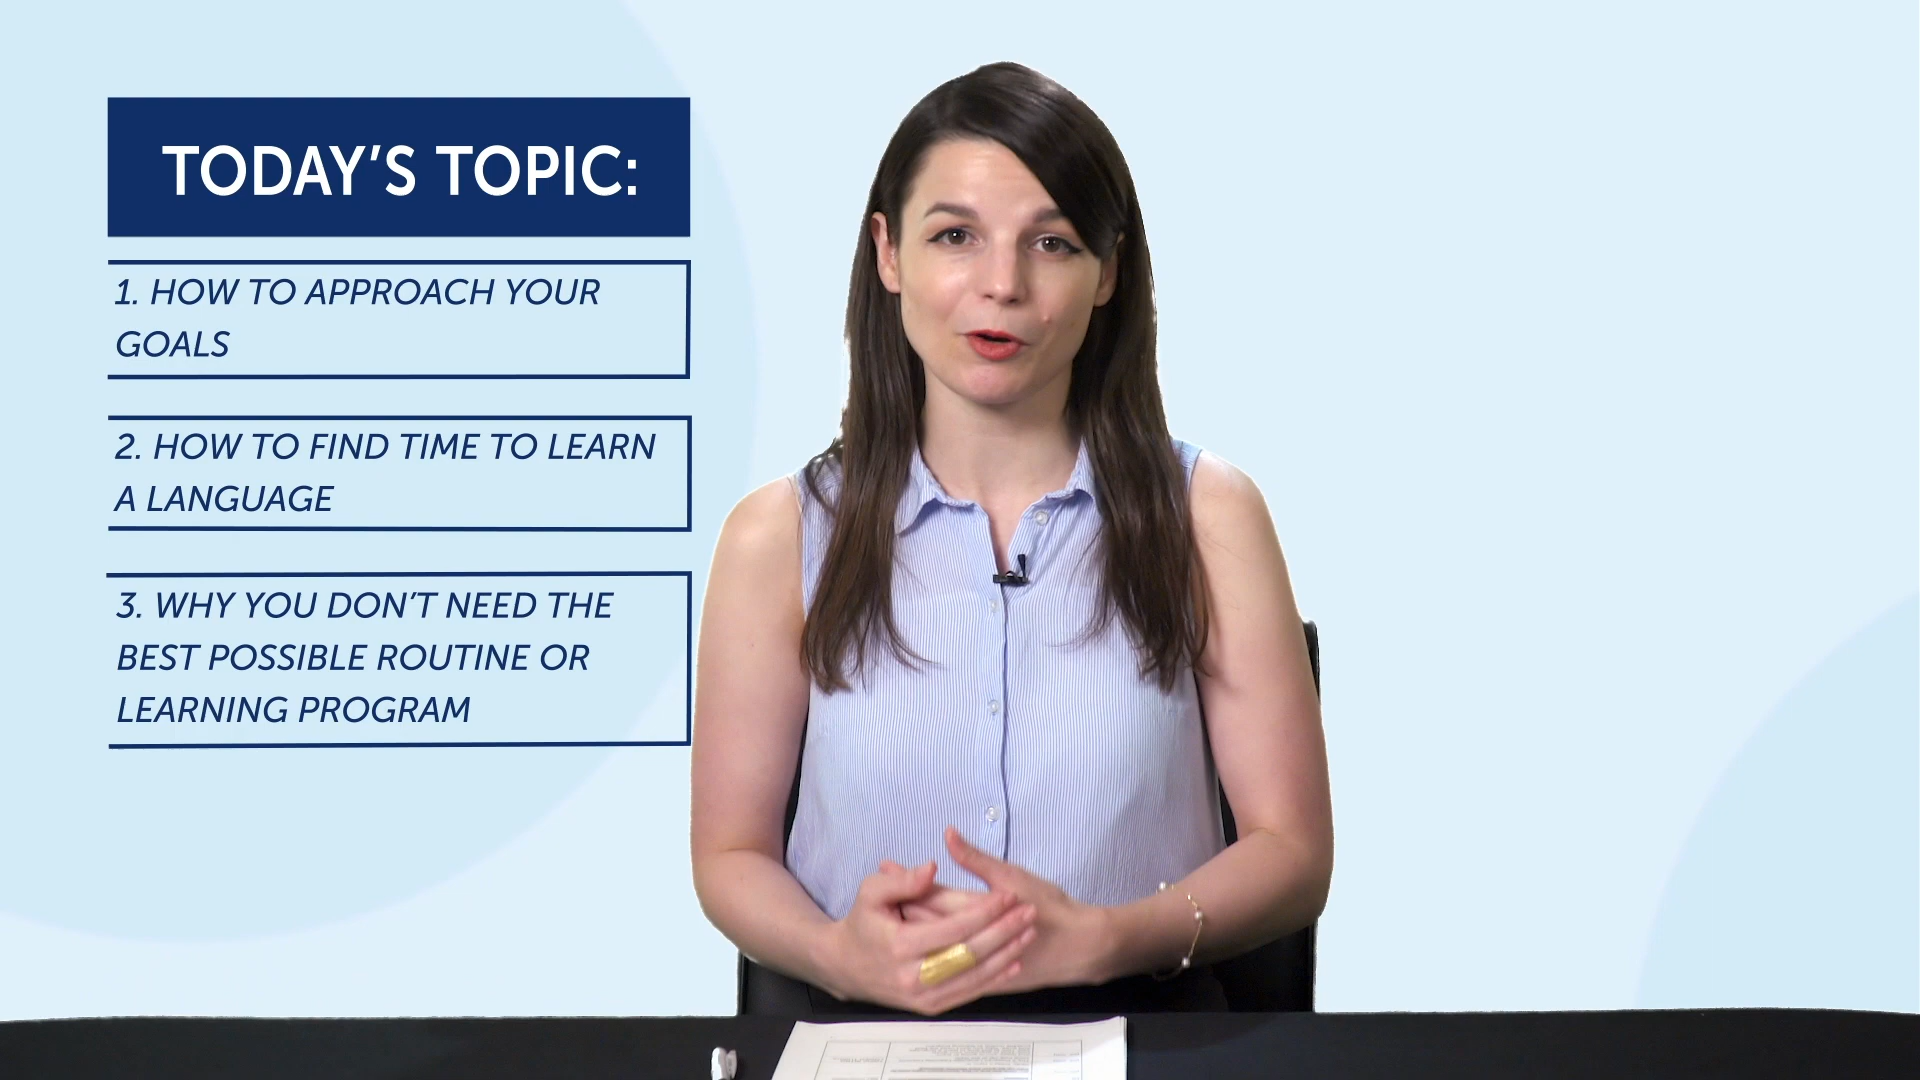 TODAY'S TOPIC:
1. HOW TO APPROACH YOUR
GOALS
2. HOW TO FIND TIME TO LEARN
A LANGUAGE
3. WHY YOU DON'T NEED THE
BEST POSSIBLE ROUTINE OR
LEARNING PROGRAM